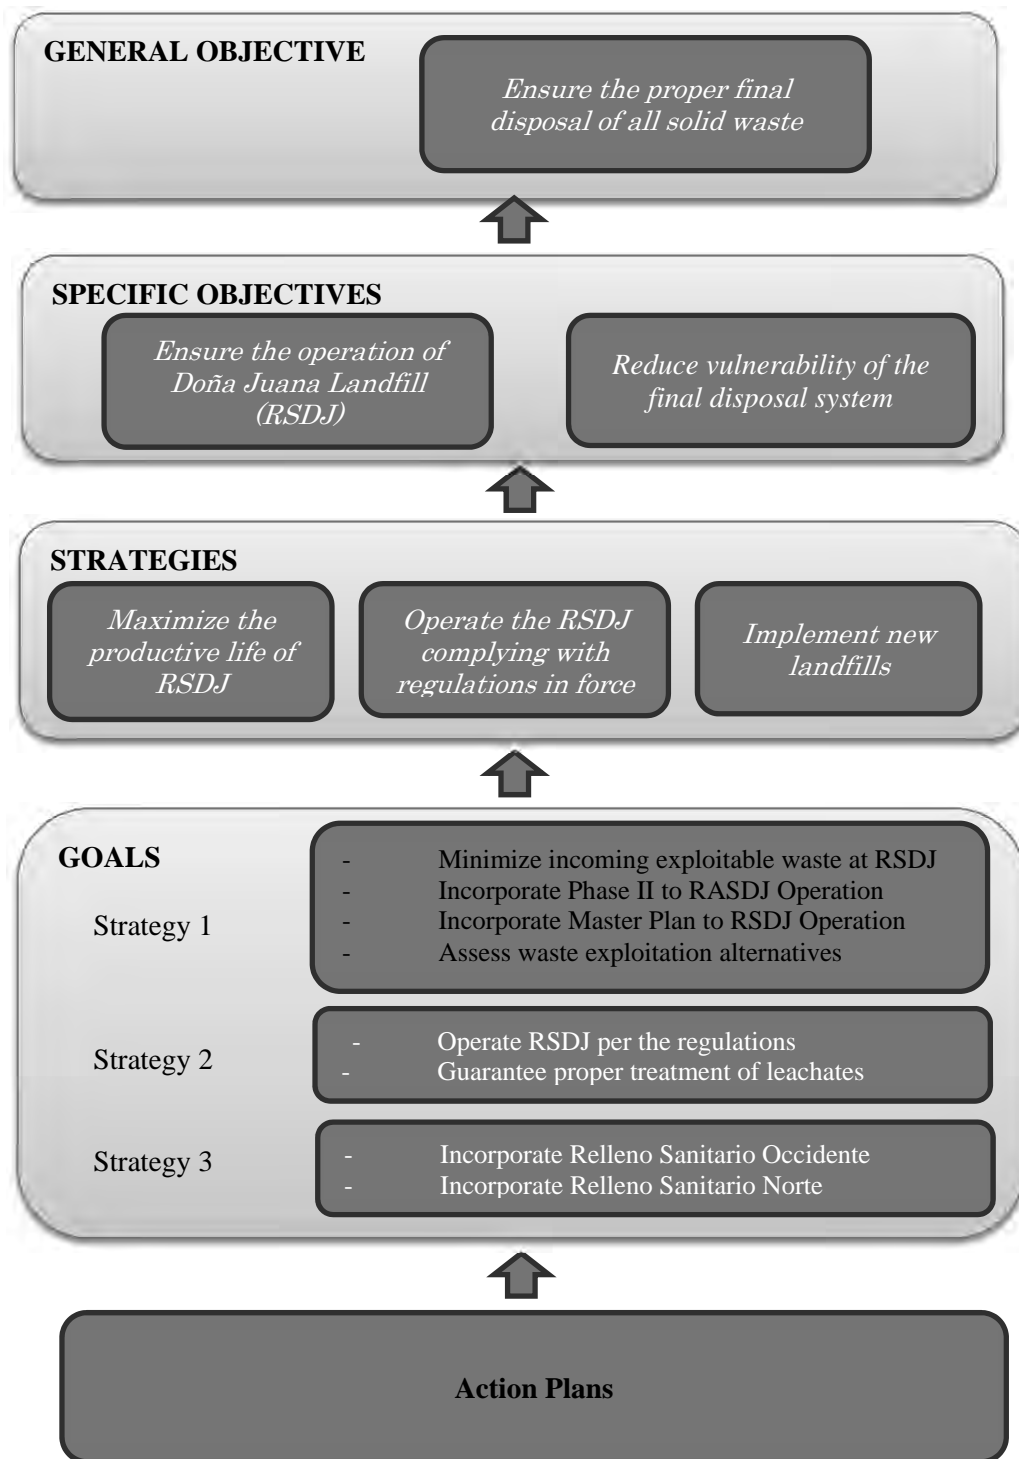 GENERAL OBJECTIVE
Ensure the proper final
disposal of all solid waste
SPECIFIC OBJECTIVES
Ensure the operation of
Doña Juana Landfill
(RSDJ)
Reduce vulnerability of the
final disposal system
STRATEGIES
Maximize the
productive life of
RSDJ
Operate the RSDJ
complying with
regulations in force
Implement new
landfills
GOALS
Strategy 1
- Minimize incoming exploitable waste at RSDJ
- Incorporate Phase II to RASDJ Operation
- Incorporate Master Plan to RSDJ Operation
- Assess waste exploitation alternatives
Strategy 2
- Operate RSDJ per the regulations
- Guarantee proper treatment of leachates
Strategy 3
- Incorporate Relleno Sanitario Occidente
- Incorporate Relleno Sanitario Norte
Action Plans